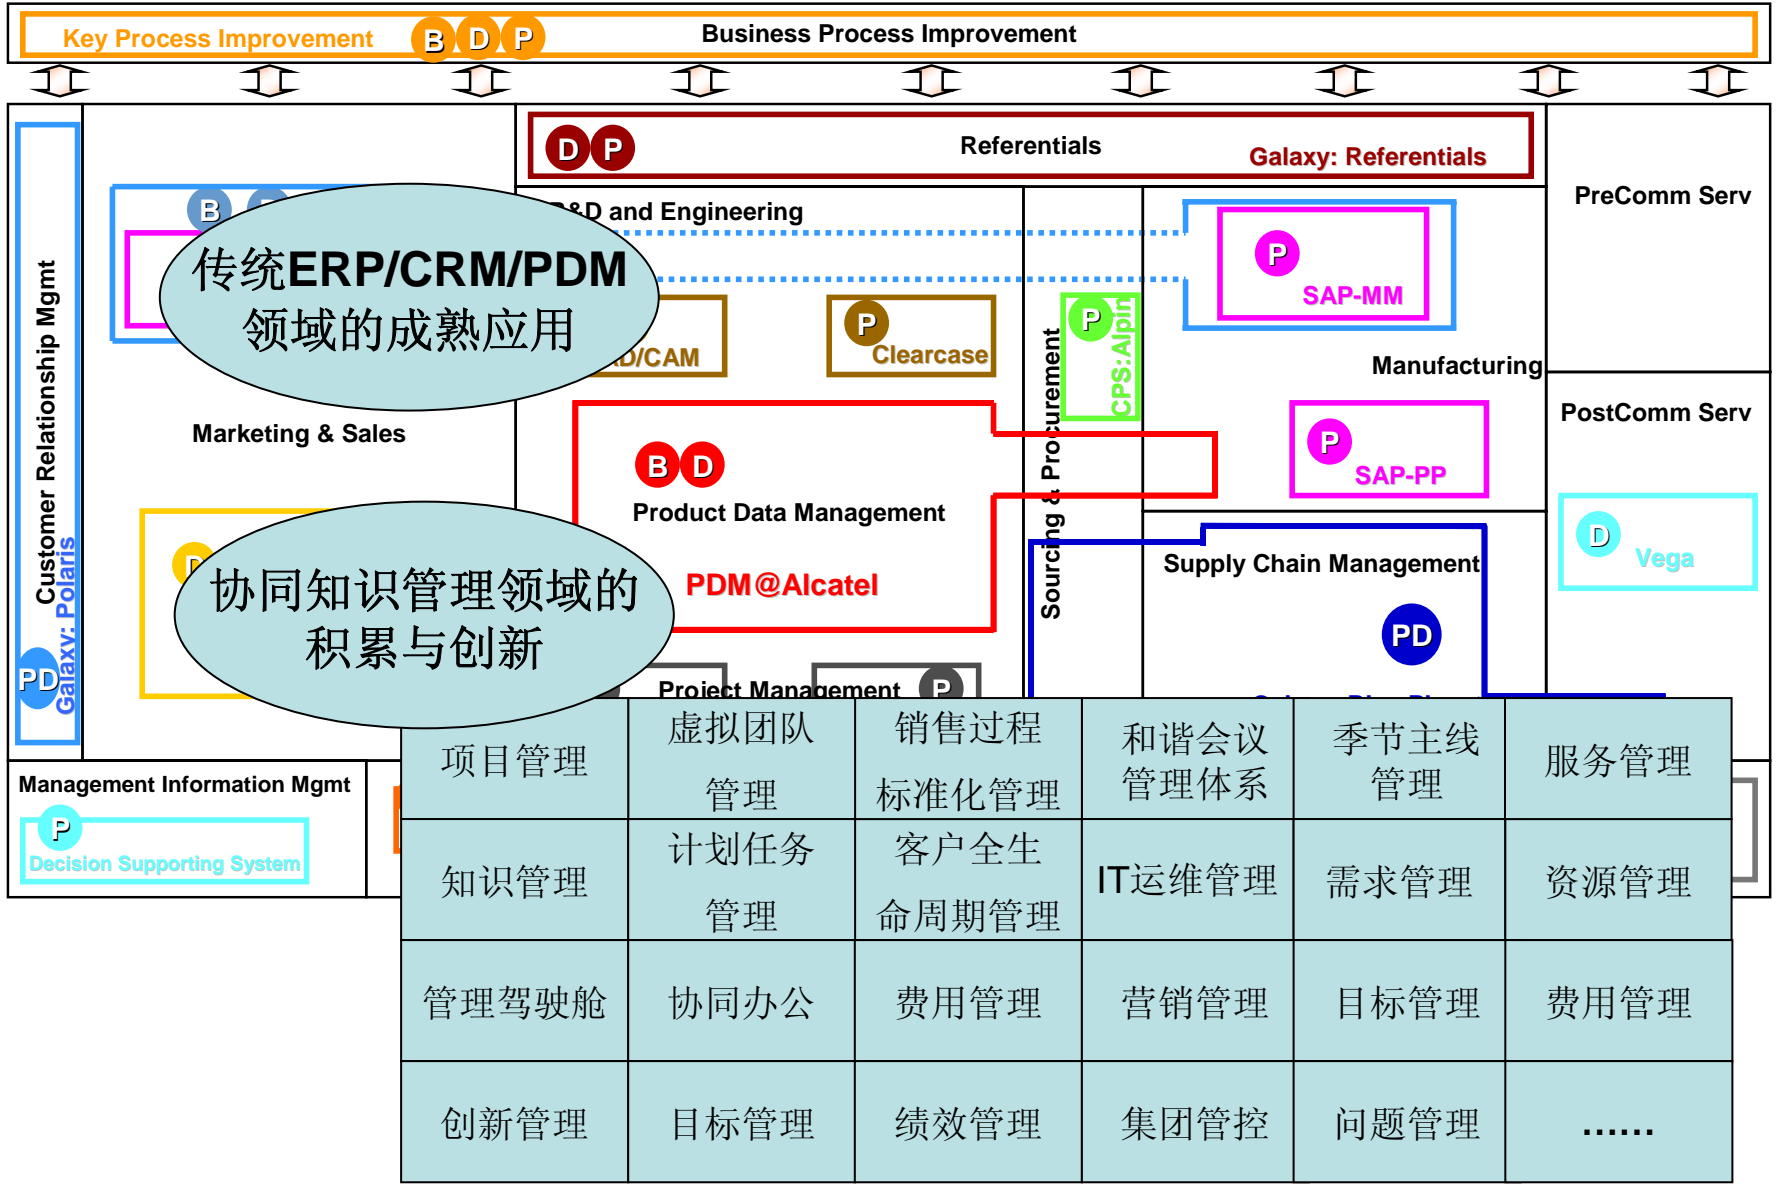 Key Process Improvement
B D P
Business Process Improvement
D P
Referentials
Galaxy: Referentials
PreComm Serv
B
R&D and Engineering
P
SAP-MM
传统ERP/CRM/PDM
领域的成熟应用
Customer Relationship Mgmt
Galaxy: Polaris
PD
D/CAM
P
Clearcase
P
CPS:Alpin
Sourcing & Procurement
Manufacturing
Marketing & Sales
PostComm Serv
B D
Product Data Management
PDM@Alcatel
P
SAP-PP
D
协同知识管理领域的
积累与创新
Supply Chain Management
PD
D
Vega
Project Management
P
Management Information Mgmt
P
Decision Supporting System
项目管理
虚拟团队
管理
销售过程
标准化管理
和谐会议
管理体系
季节主线
管理
服务管理
知识管理
计划任务
管理
客户全生
命周期管理
IT运维管理
需求管理
资源管理
管理驾驶舱
协同办公
费用管理
营销管理
目标管理
费用管理
创新管理
目标管理
绩效管理
集团管控
问题管理
……